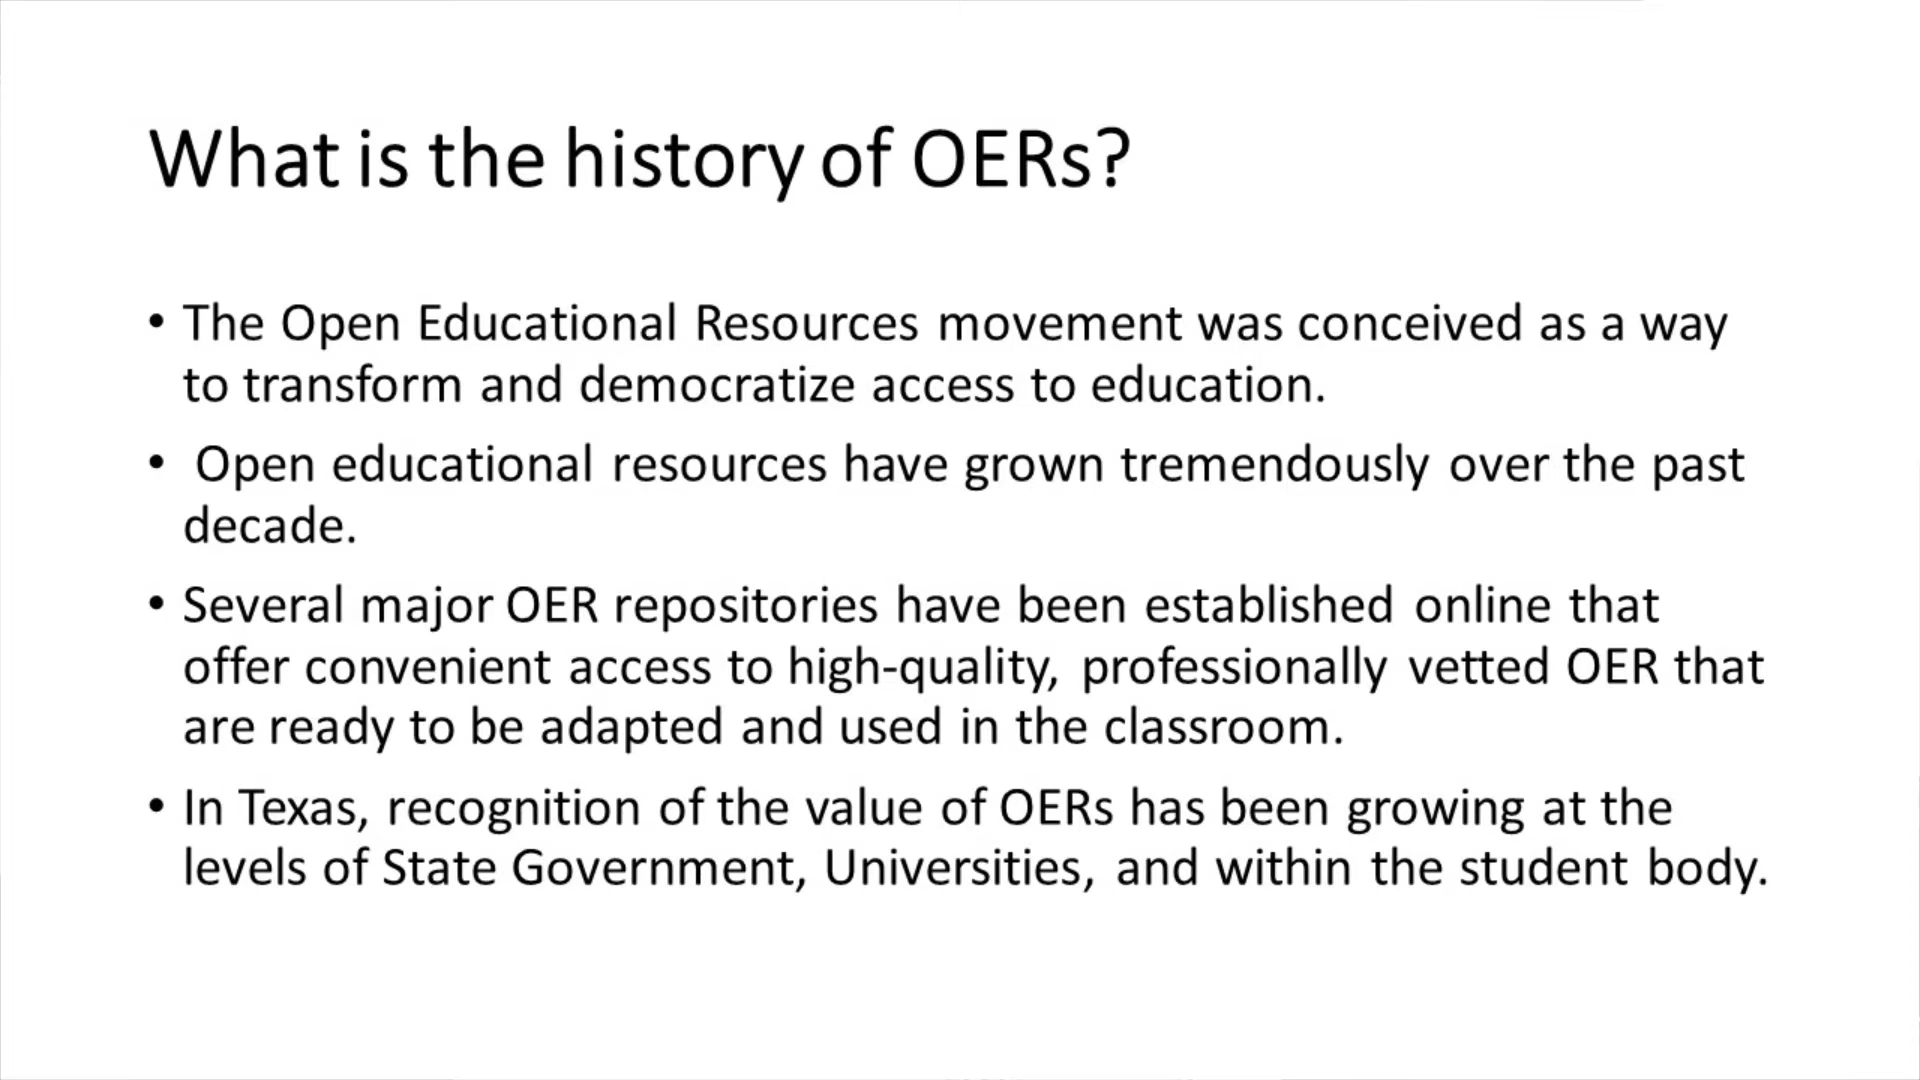 What is the history of OERs?
• The Open Educational Resources movement was conceived as a way
to transform and democratize access to education.
• Open educational resources have grown tremendously over the past
decade.
• Several major OER repositories have been established online that
offer convenient access to high-quality, professionally vetted OER that
are ready to be adapted and used in the classroom.
• In Texas, recognition of the value of OERs has been growing at the
levels of State Government, Universities, and within the student body.